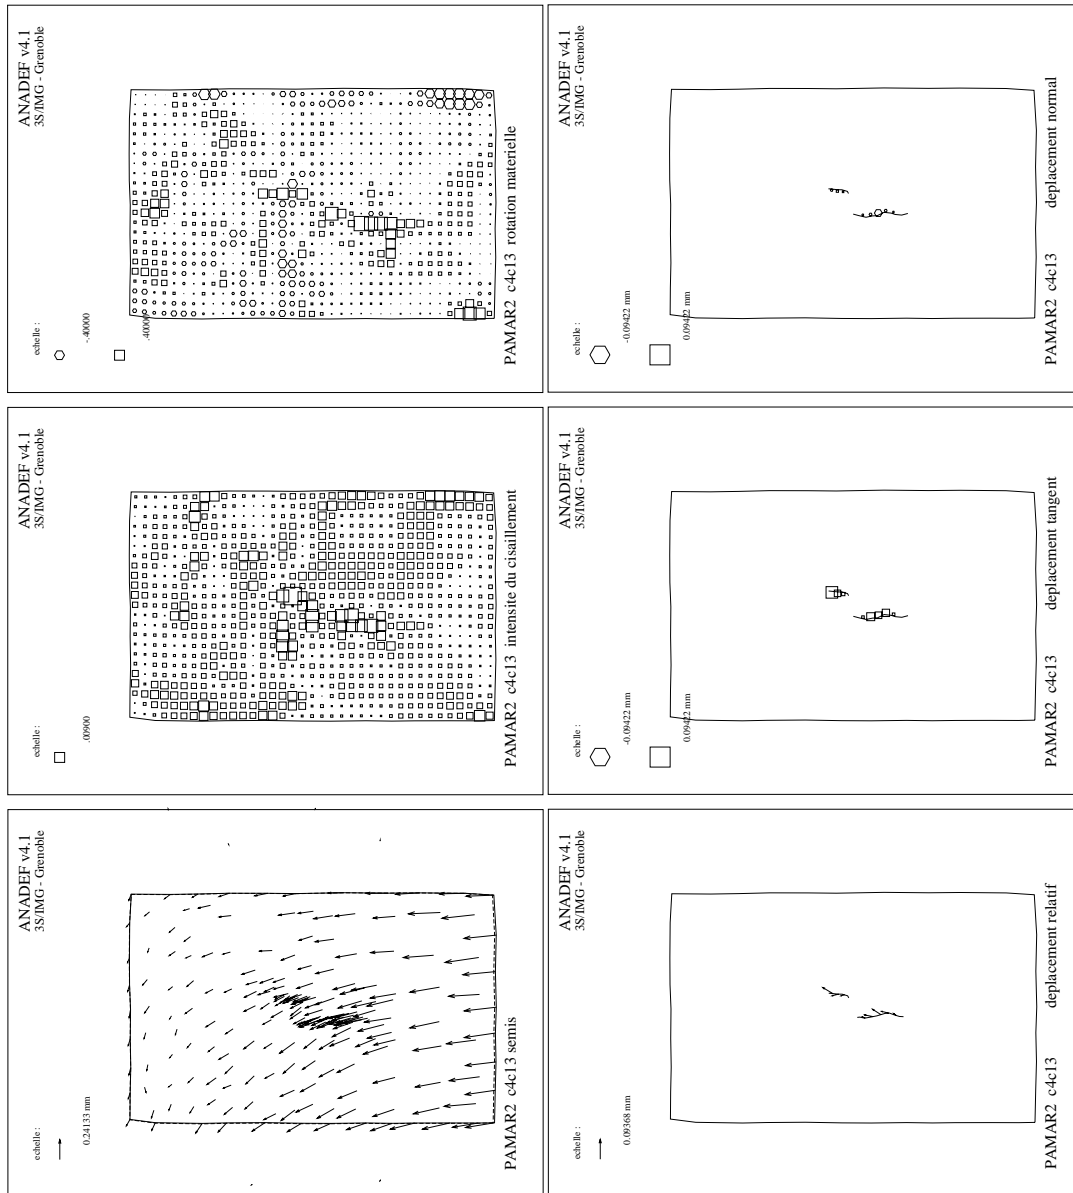 ANADEF v4.1
3S/IMG - Grenoble
echelle :
-.40000
.40000
PAMAR2 c4c13 rotation materielle
ANADEF v4.1
3S/IMG - Grenoble
echelle :
-0.09422 mm
0.09422 mm
PAMAR2 c4c13 deplacement normal
ANADEF v4.1
3S/IMG - Grenoble
echelle :
.00900
PAMAR2 c4c13 intensite du cisaillement
ANADEF v4.1
3S/IMG - Grenoble
echelle :
-0.09422 mm
0.09422 mm
PAMAR2 c4c13 deplacement tangent
ANADEF v4.1
3S/IMG - Grenoble
echelle :
0.24133 mm
PAMAR2 c4c13 semis
ANADEF v4.1
3S/IMG - Grenoble
echelle :
0.09368 mm
PAMAR2 c4c13 deplacement relatif